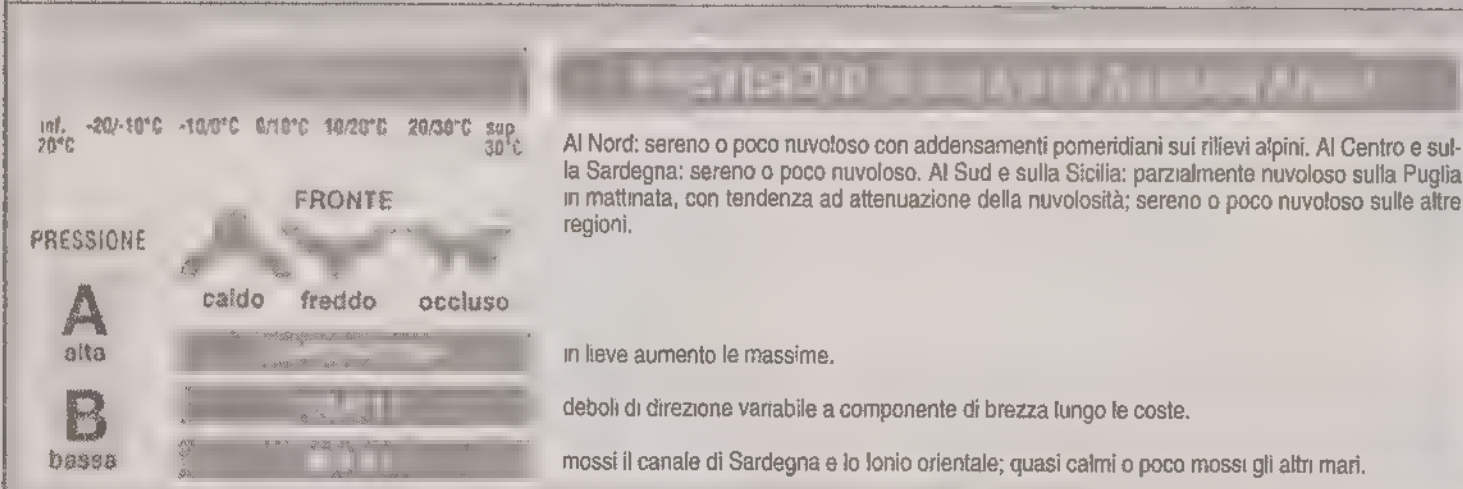 inf. -20/-10°C -10/0°C 0/10°C 10/20°C 20/30°C sup.
20°C 30°C
FRONTE
PRESSIONE
caldo freddo occluso
A
alta
B
bassa
Al Nord: sereno o poco nuvoloso con addensamenti pomeridiani sui rilievi alpini. Al Centro e sul-
la Sardegna: sereno o poco nuvoloso. Al Sud e sulla Sicilia: parzialmente nuvoloso sulla Puglia
in mattinata, con tendenza ad attenuazione della nuvolosità; sereno o poco nuvoloso sulle altre
regioni.
in lieve aumento le massime.
deboli di direzione variabile a componente di brezza lungo le coste.
mossi il canale di Sardegna e lo Ionio orientale; quasi calmi o poco mossi gli altri mari.